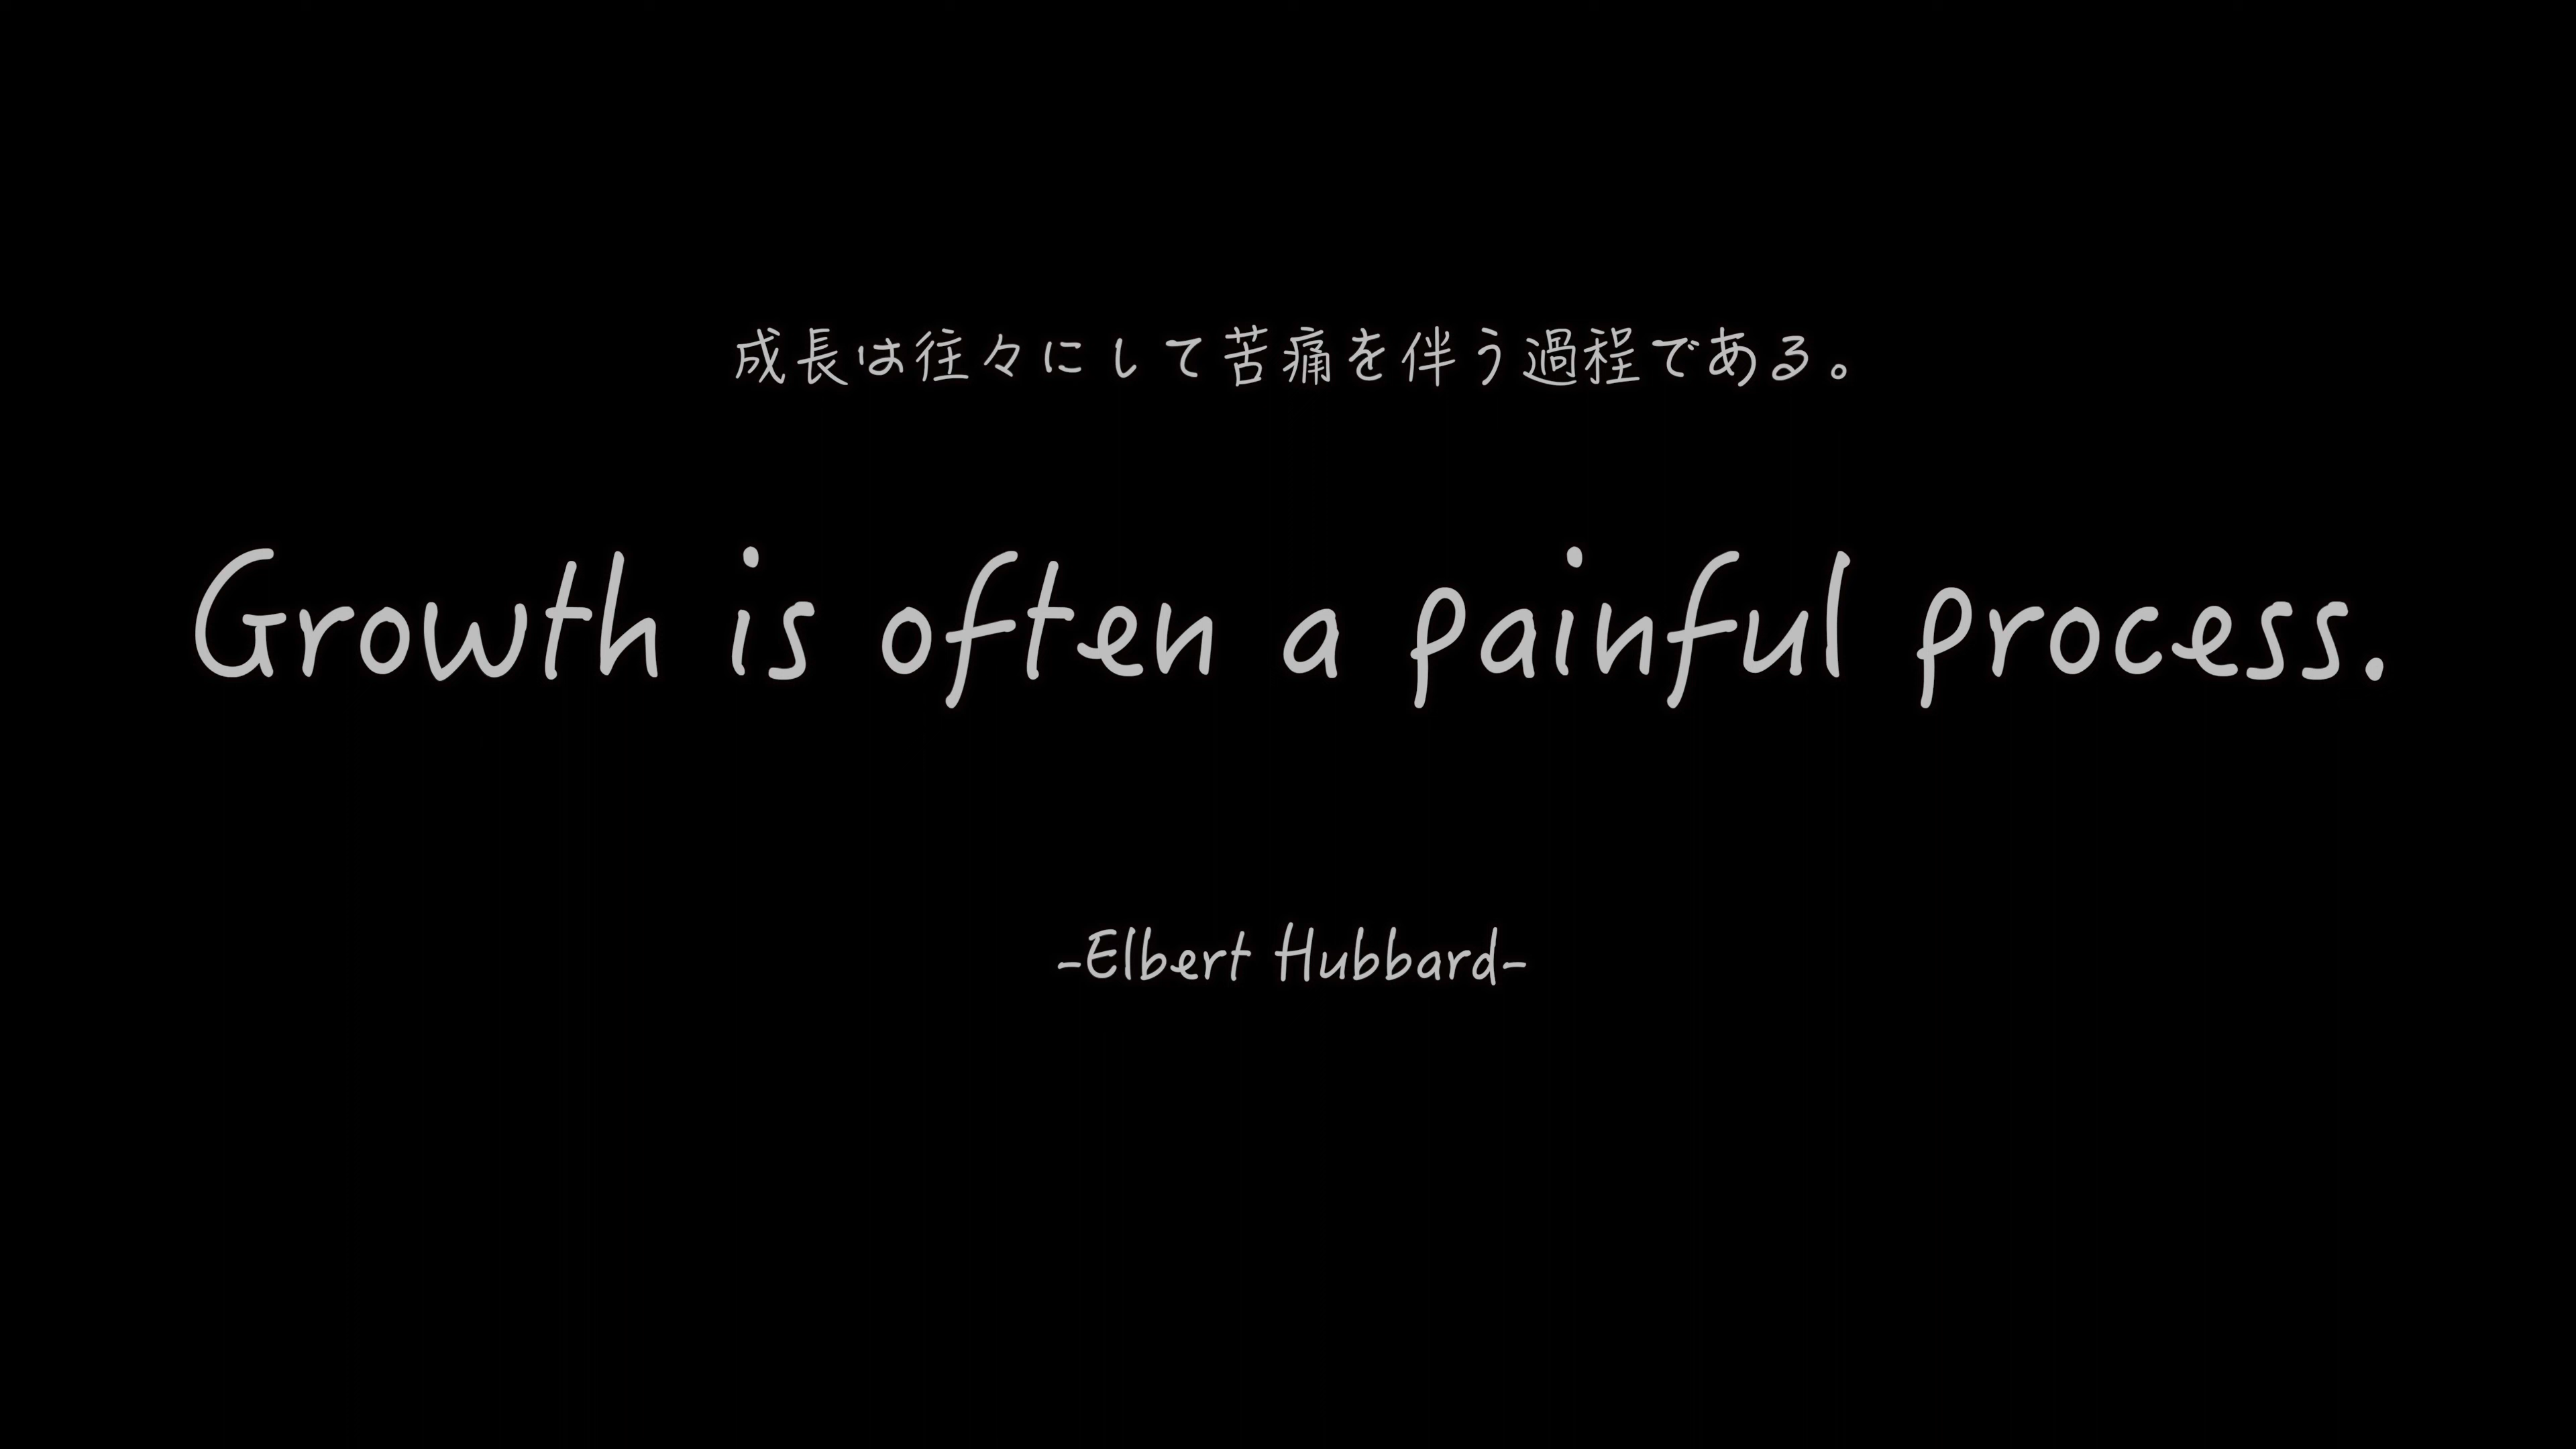 成長は往々にして苦痛を伴う過程である。
Growth is often a painful process.
-Elbert Hubbard-